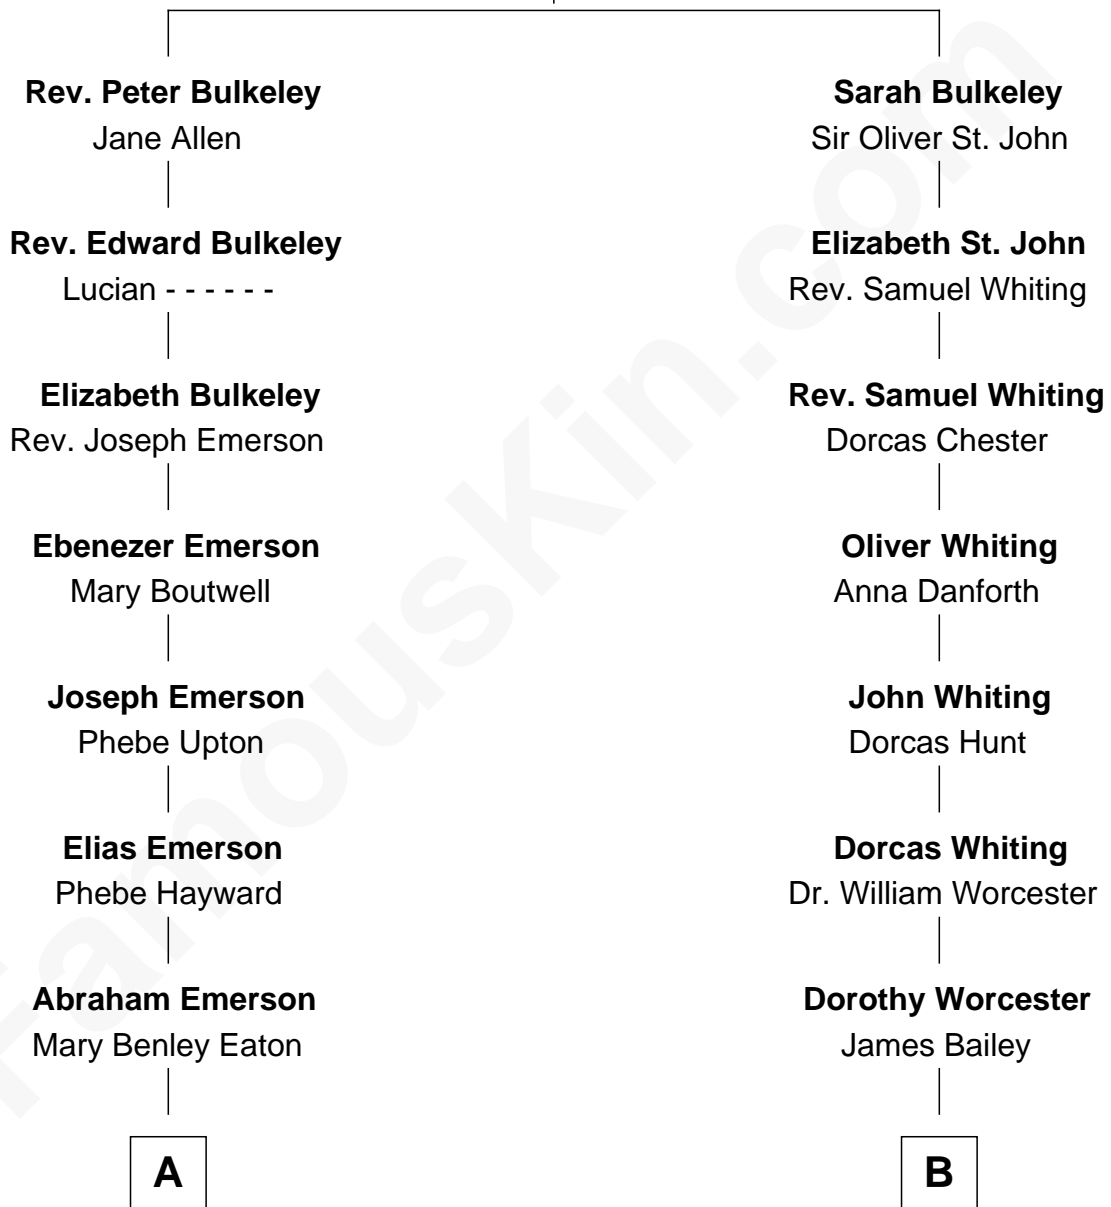 Rev. Peter Bulkeley
Jane Allen
Rev. Edward Bulkeley
Lucian - - - - - -
Elizabeth Bulkeley
Rev. Joseph Emerson
Ebenezer Emerson
Mary Boutwell
Joseph Emerson
Phebe Upton
Elias Emerson
Phebe Hayward
Abraham Emerson
Mary Benley Eaton
A
Sarah Bulkeley
Sir Oliver St. John
Elizabeth St. John
Rev. Samuel Whiting
Rev. Samuel Whiting
Dorcas Chester
Oliver Whiting
Anna Danforth
John Whiting
Dorcas Hunt
Dorcas Whiting
Dr. William Worcester
Dorothy Worcester
James Bailey
B
FamousKin.com